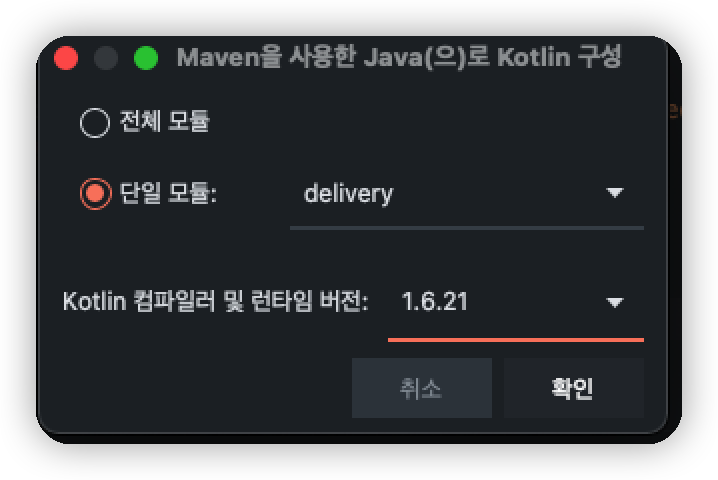 Maven을 사용한 Java(으)로 Kotlin 구성
전체 모듈
단일 모듈: delivery
Kotlin 컴파일러 및 런타임 버전: 1.6.21
취소 확인